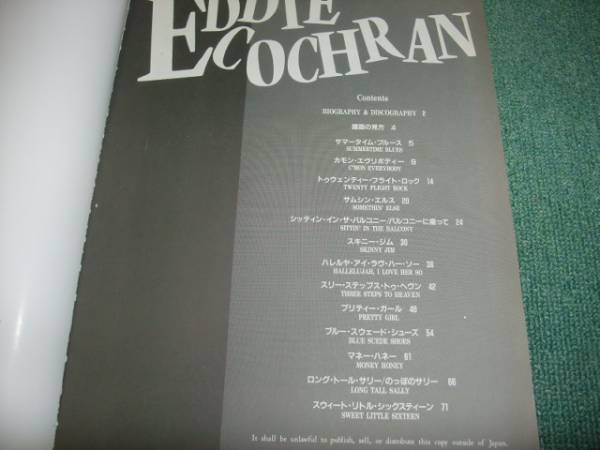 EDDIE
COCHRAN
Contents
BIOGRAPHY & DISCOGRAPHY 2
譜面の見方 4
サマータイム・ブルース 5
SUMMERTIME BLUES
カモン・エヴリボディー 9
C'MON EVERYBODY
トゥウェンティー・フライト・ロック 14
TWENTY FLIGHT ROCK
サムシン・エルス 20
SOMETHIN' ELSE
シッティン・イン・ザ・バルコニー/バルコニーに座って 24
SITTIN' IN THE BALCONY
スキニー・ジム 30
SKINNY JIM
ハレルヤ・アイ・ラヴ・ハー・ソー 36
HALLELUJAH, I LOVE HER SO
スリー・ステップス・トゥ・ヘヴン 42
THREE STEPS TO HEAVEN
プリティー・ガール 48
PRETTY GIRL
ブルー・スウェード・シューズ 54
BLUE SUEDE SHOES
マネー・ハネー 61
MONEY HONEY
ロング・トール・サリー/のっぽのサリー 66
LONG TALL SALLY
スウィート・リトル・シックスティーン 71
SWEET LITTLE SIXTEEN
It shall be unlawful to publish, sell, or distribute this copy outside of Japan.